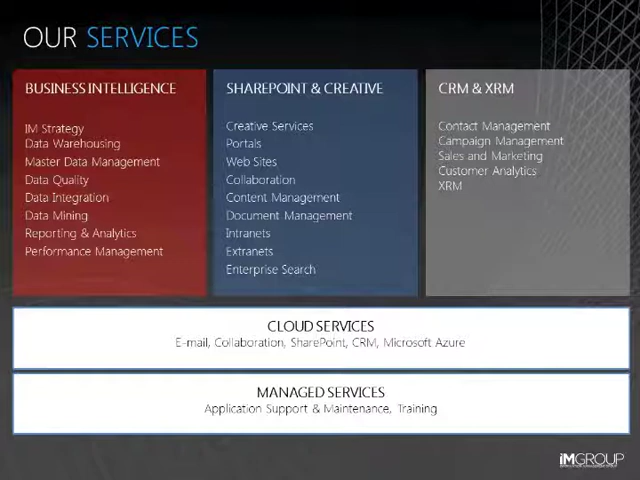 OUR SERVICES
BUSINESS INTELLIGENCE
IM Strategy
Data Warehousing
Master Data Management
Data Quality
Data Integration
Data Mining
Reporting & Analytics
Performance Management
SHAREPOINT & CREATIVE
Creative Services
Portals
Web Sites
Collaboration
Content Management
Document Management
Intranets
Extranets
Enterprise Search
CRM & XRM
Contact Management
Campaign Management
Sales and Marketing
Customer Analytics
XRM
CLOUD SERVICES
E-mail, Collaboration, SharePoint, CRM, Microsoft Azure
MANAGED SERVICES
Application Support & Maintenance, Training
iMGROUP